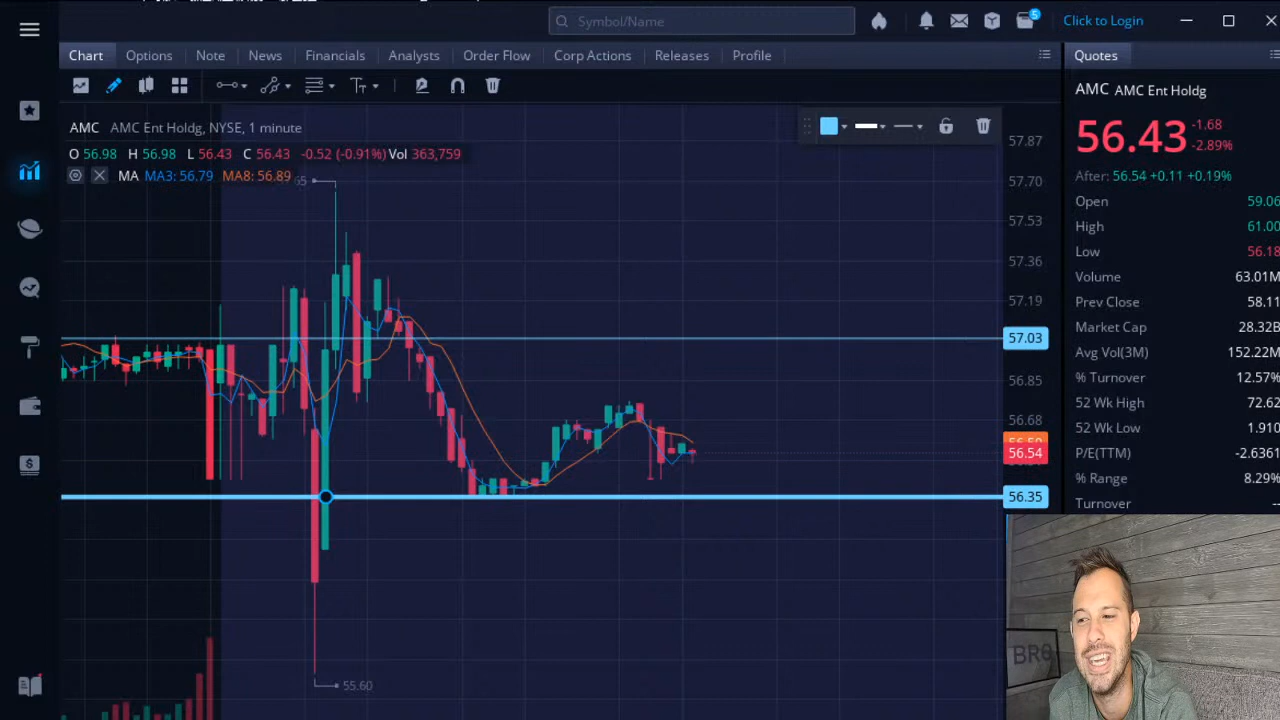 Symbol/Name
5
Click to Login
Chart Options Note News Financials Analysts Order Flow Corp Actions Releases Profile
Quotes
AMC AMC Ent Holdg, NYSE, 1 minute
O 56.98 H 56.98 L 56.43 C 56.43 -0.52 (-0.91%) Vol 363,759
MA MA3: 56.79 MA8: 56.89
57.87
57.70
57.53
57.36
57.19
57.03
56.85
56.68
56.54
56.35
55.60
AMC AMC Ent Holdg
56.43 -1.68
-2.89%
After: 56.54 +0.11 +0.19%
Open 59.06
High 61.00
Low 56.18
Volume 63.01M
Prev Close 58.11
Market Cap 28.32B
Avg Vol(3M) 152.22M
% Turnover 12.57%
52 Wk High 72.62
52 Wk Low 1.910
P/E(TTM) -2.6361
% Range 8.29%
Turnover --
BRO